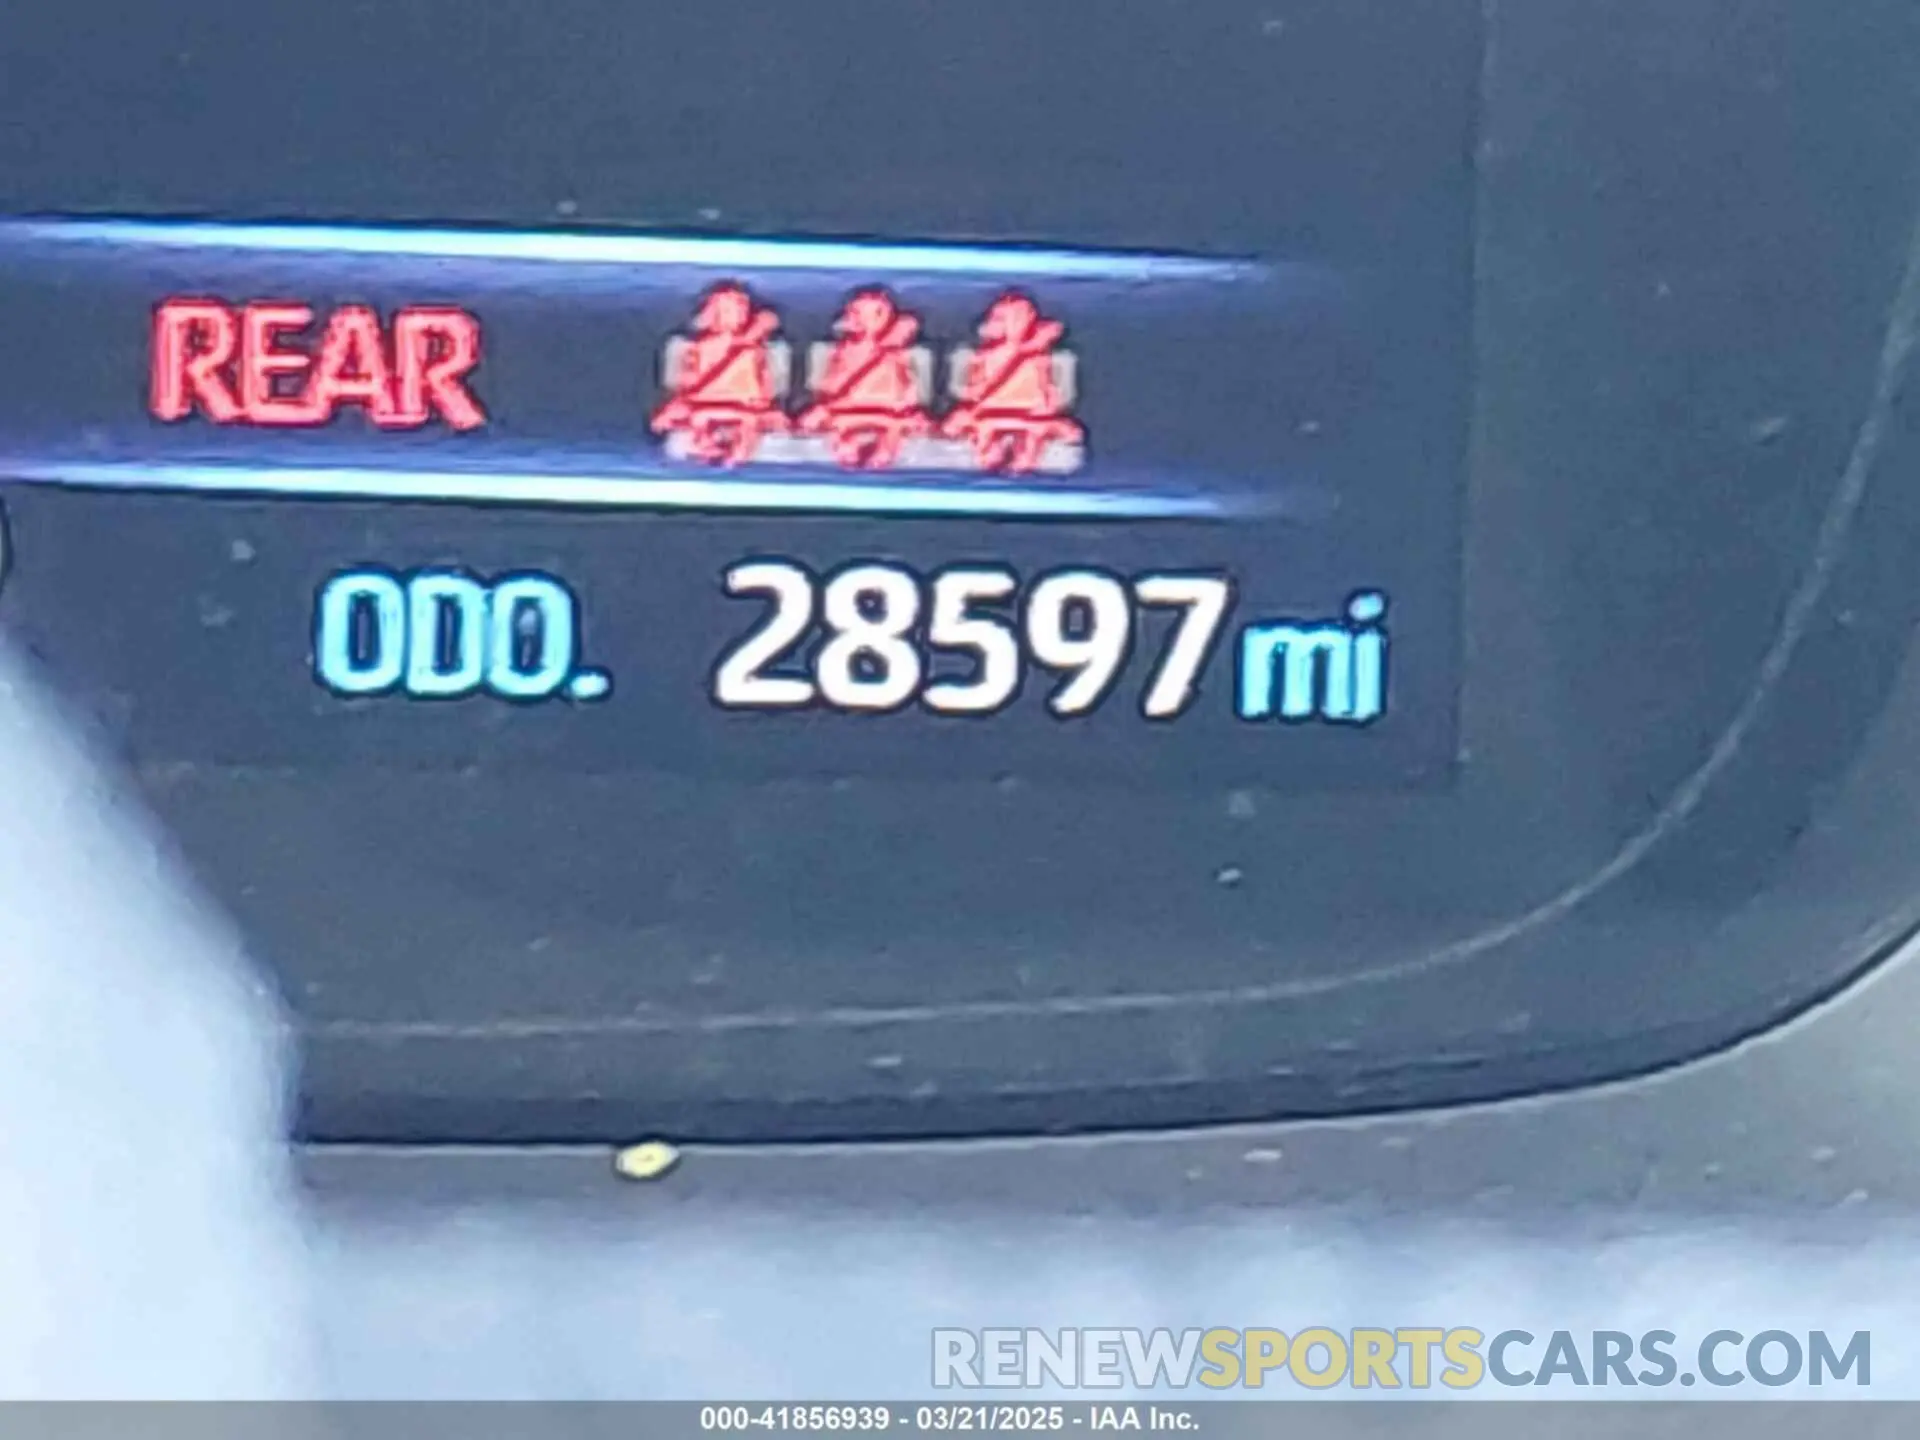 REAR
ODO. 28597 mi
RENEWSPORTSCARS.COM
000-41856939 - 03/21/2025 - IAA Inc.